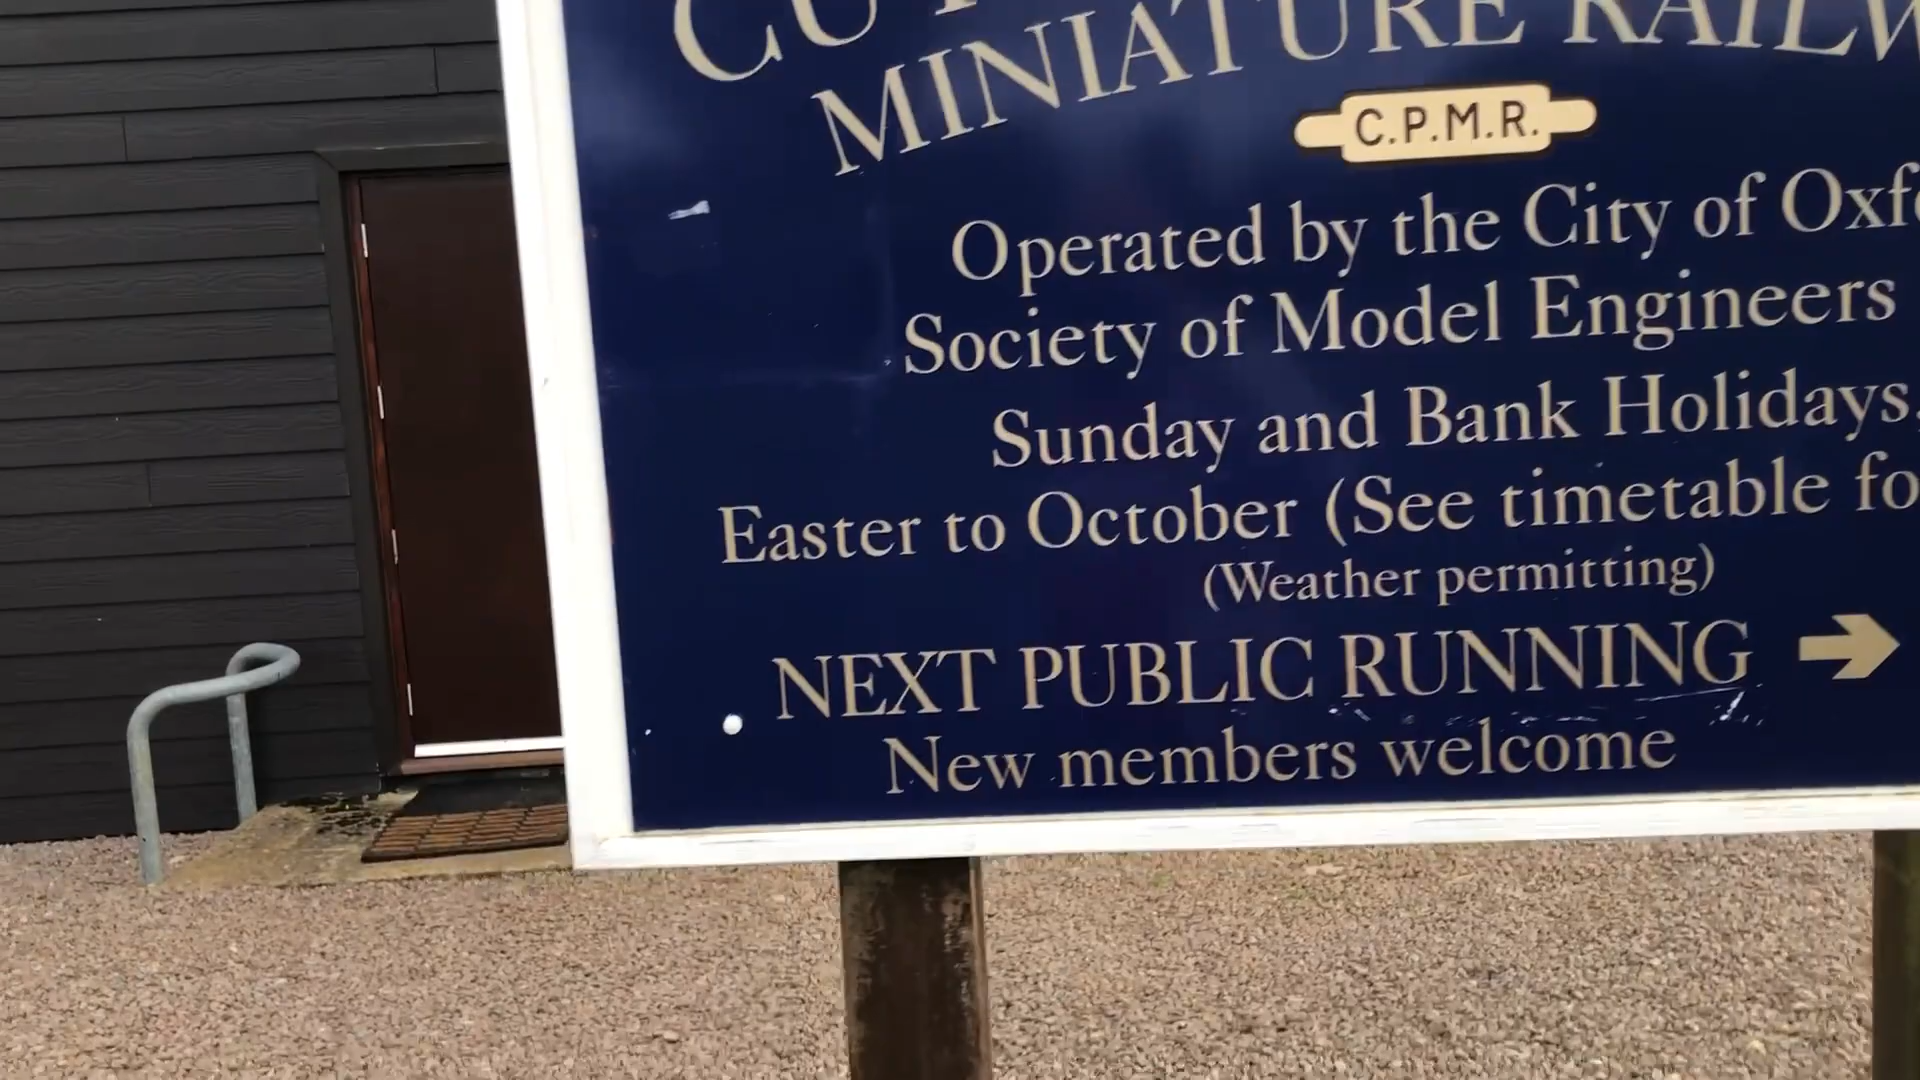 MINIATURE
C.P.M.R.
Operated by the City of
Society of Model Engineers
Sunday and Bank Holidays,
Easter to October (See timetable
(Weather permitting)
NEXT PUBLIC RUNNING
New members welcome